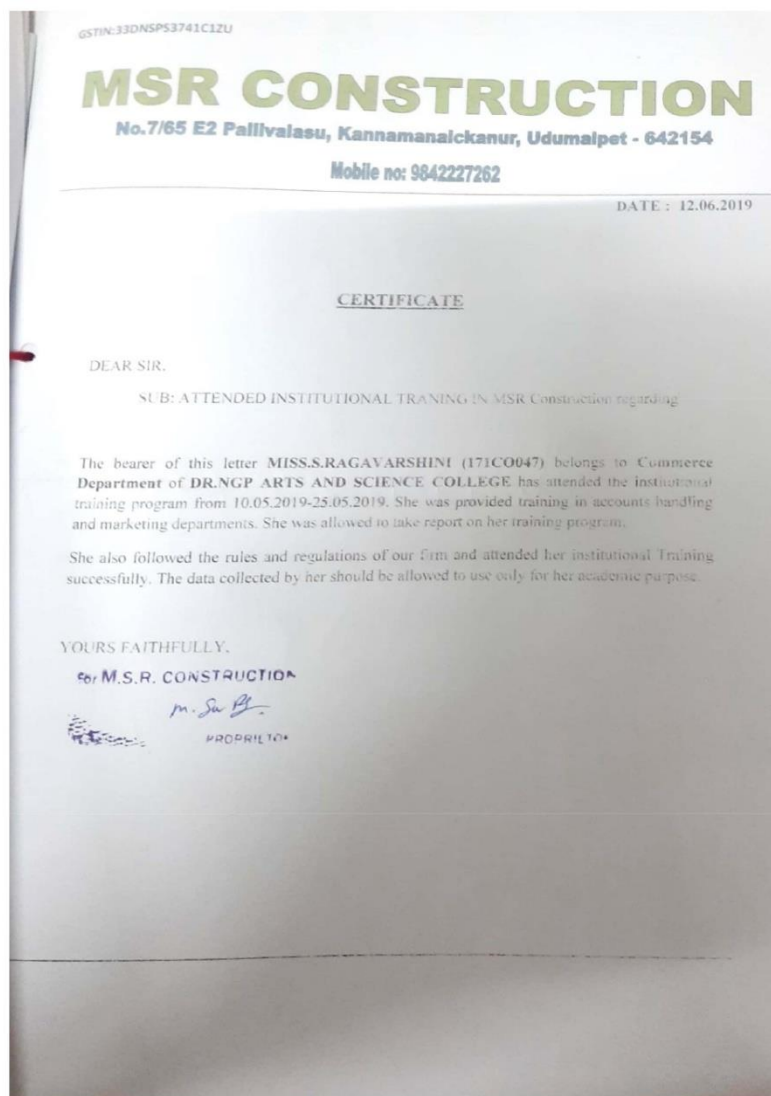 GSTIN:33DNSPS3741C1ZU
MSR CONSTRUCTION
No.7/65 E2 Pallivalasu, Kannamanaickanur, Udumalpet - 642154
Mobile no: 9842227262
DATE : 12.06.2019
CERTIFICATE
DEAR SIR.
SUB: ATTENDED INSTITUTIONAL TRANING IN MSR Construction regarding
The bearer of this letter MISS.S.RAGAVARSHINI (171CO047) belongs to Commerce
Department of DR.NGP ARTS AND SCIENCE COLLEGE has attended the institutional
training program from 10.05.2019-25.05.2019. She was provided training in accounts handling
and marketing departments. She was allowed to take report on her training program.
She also followed the rules and regulations of our firm and attended her institutional Training
successfully. The data collected by her should be allowed to use only for her academic purpose.
YOURS FAITHFULLY.
For M.S.R. CONSTRUCTION
PROPRIETOR